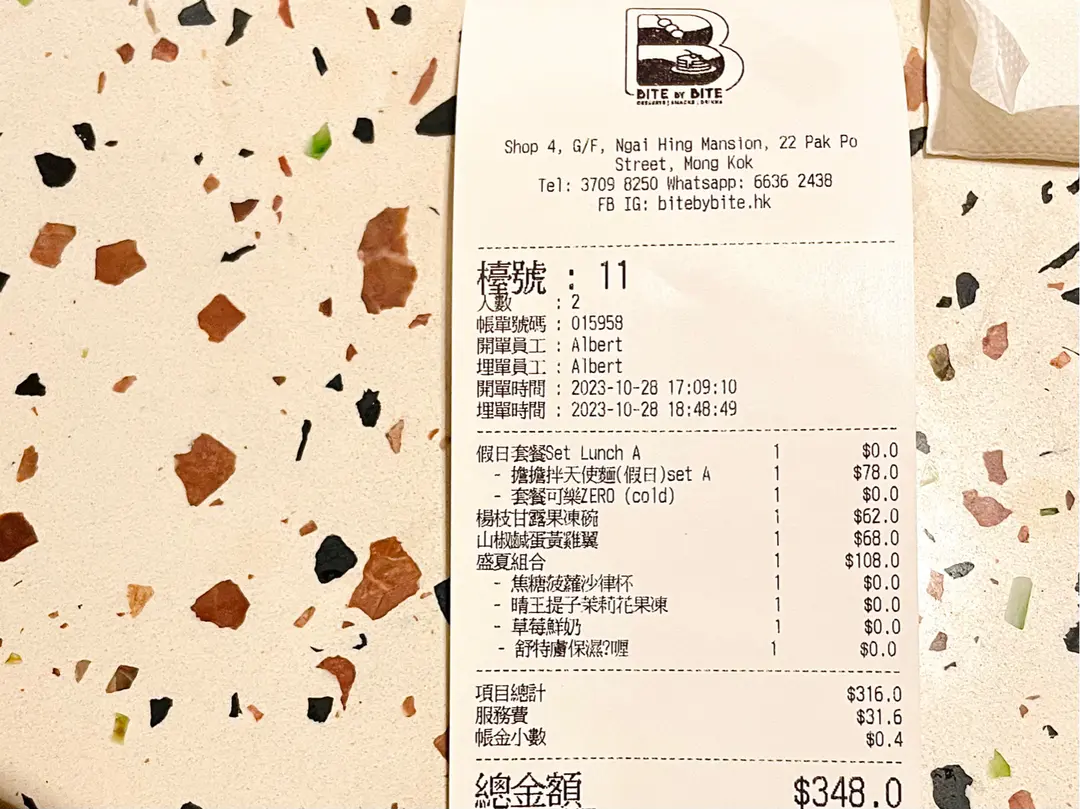 B
BITE BY BITE
DESSERTS | SNACKS | DRINKS
Shop 4, G/F, Ngai Hing Mansion, 22 Pak Po
Street, Mong Kok
Tel: 3709 8250 Whatsapp: 6636 2438
FB IG: bitebybite.hk
檯號 : 11
人數 : 2
帳單號碼 : 015958
開單員工 : Albert
埋單員工 : Albert
開單時間 : 2023-10-28 17:09:10
埋單時間 : 2023-10-28 18:48:49
假日套餐Set Lunch A 1 $0.0
- 擔擔拌天使麵(假日)set A 1 $78.0
- 套餐可樂ZERO (cold) 1 $0.0
楊枝甘露果凍碗 1 $62.0
山椒鹹蛋黃雞翼 1 $68.0
盛夏組合 1 $108.0
- 焦糖菠蘿沙律杯 1 $0.0
- 晴王提子茉莉花果凍 1 $0.0
- 草莓鮮奶 1 $0.0
- 舒特膚保濕?喱 1 $0.0
項目總計 $316.0
服務費 $31.6
帳金小數 $0.4
總金額 $348.0